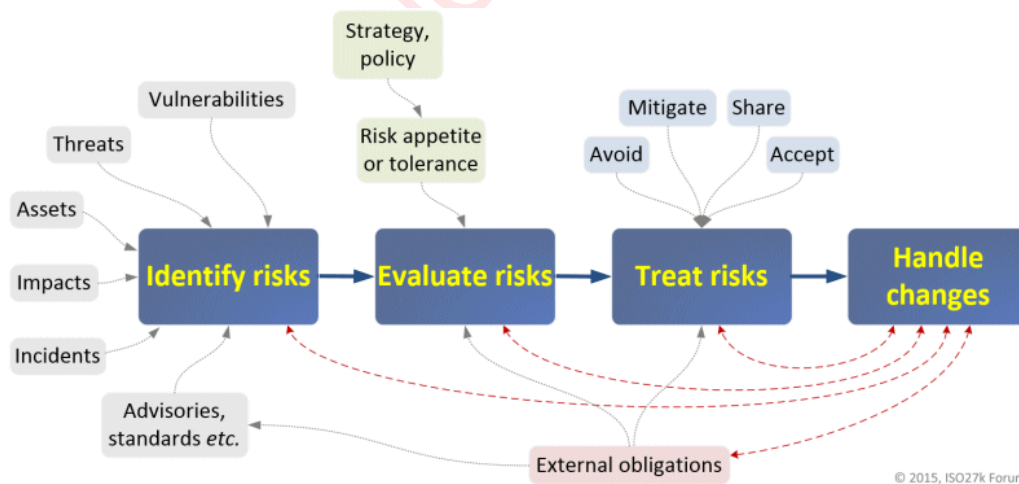 Strategy,
policy
Vulnerabilities
Mitigate
Share
Threats
Risk appetite
or tolerance
Avoid
Accept
Assets
Identify risks
Evaluate risks
Treat risks
Handle
changes
Impacts
Incidents
Advisories,
standards etc.
External obligations
© 2015, ISO27k Forum